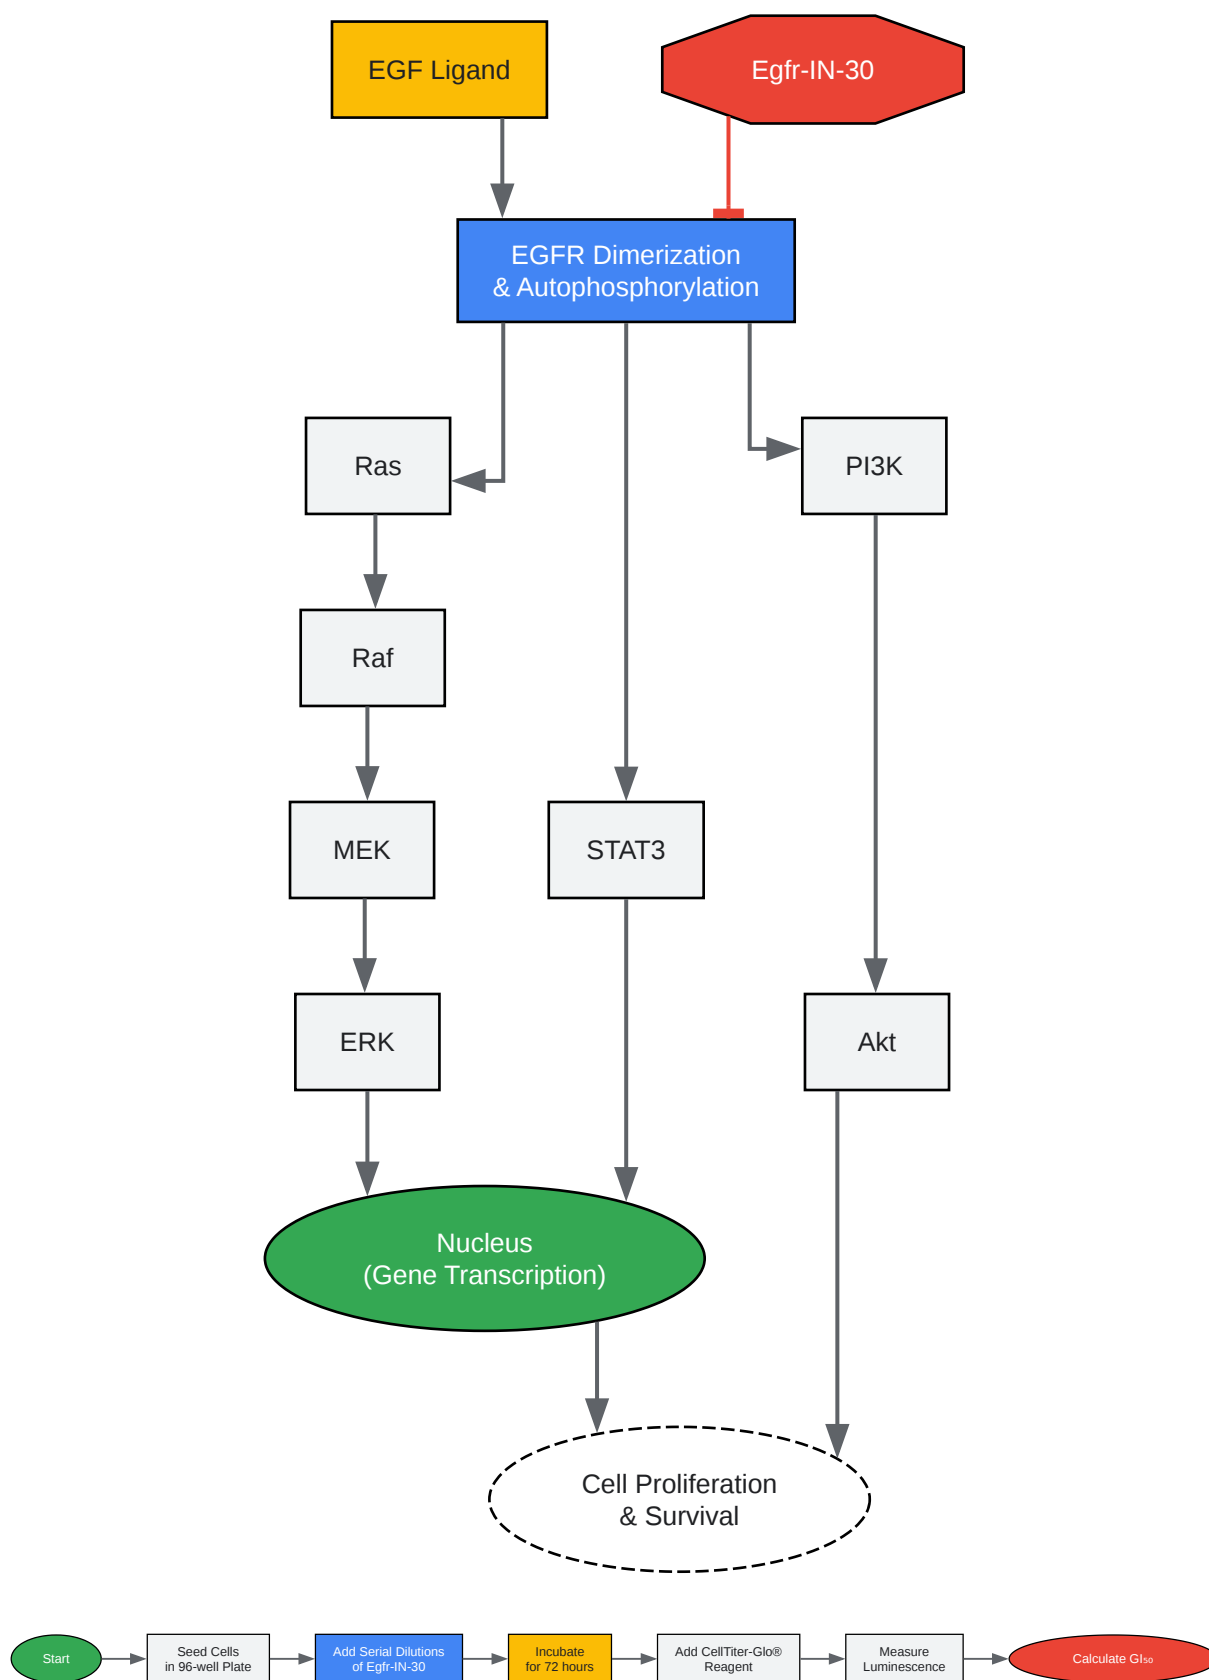 EGF Ligand
Egfr-IN-30
EGFR Dimerization
& Autophosphorylation
Ras
PI3K
Raf
MEK
STAT3
ERK
Akt
Nucleus
(Gene Transcription)
Cell Proliferation
& Survival
Start
Seed Cells
in 96-well Plate
Add Serial Dilutions
of Egfr-IN-30
Incubate
for 72 hours
Add CellTiter-Glo®
Reagent
Measure
Luminescence
Calculate GI₅₀